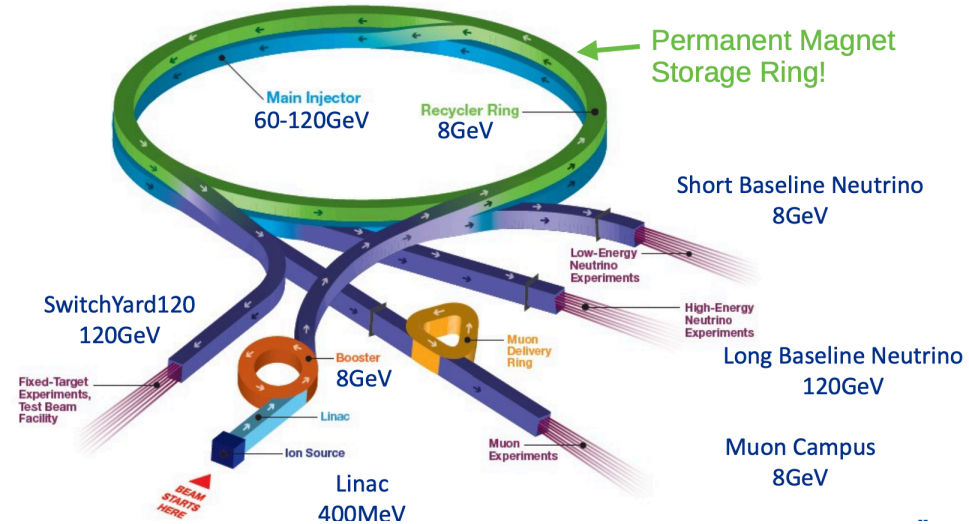 Permanent Magnet
Storage Ring!
Main Injector
60-120GeV
Recycler Ring
8GeV
Short Baseline Neutrino
8GeV
Low-Energy
Neutrino
Experiments
SwitchYard120
120GeV
High-Energy
Neutrino
Experiments
Muon
Delivery
Ring
Booster
8GeV
Long Baseline Neutrino
120GeV
Fixed-Target
Experiments,
Test Beam
Facility
Linac
Ion Source
Muon
Experiments
Muon Campus
8GeV
BEAM
STARTS
HERE
Linac
400MeV